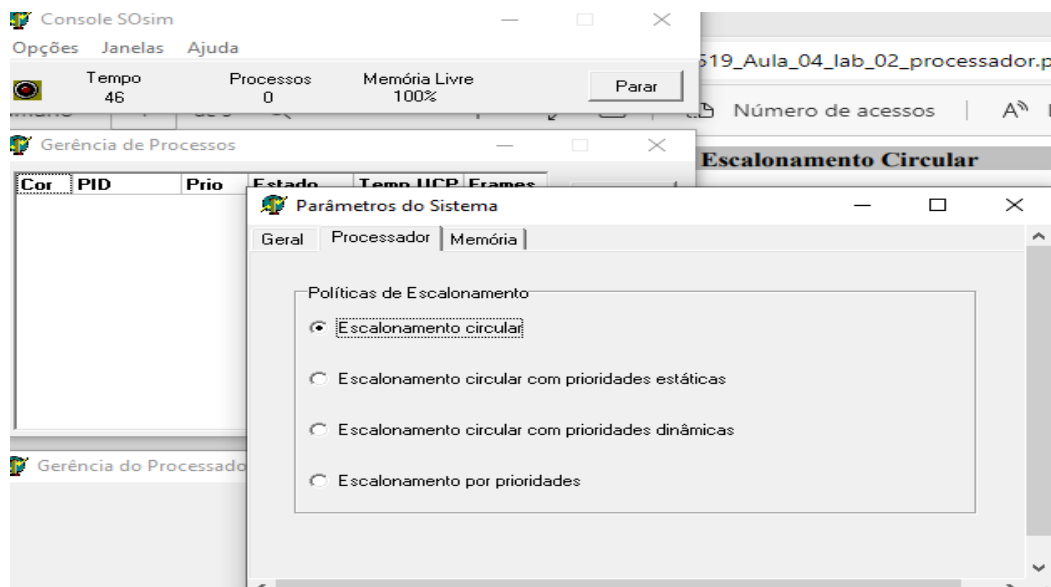 Console SOsim
Opções Janelas Ajuda
Tempo Processos Memória Livre
46 0 100%
Parar
519_Aula_04_lab_02_processador.p
Número de acessos
Gerência de Processos
Escalonamento Circular
Cor PID Prio Estado Temp UCP Frames
Parâmetros do Sistema
Geral Processador Memória
Políticas de Escalonamento
Escalonamento circular
Escalonamento circular com prioridades estáticas
Escalonamento circular com prioridades dinâmicas
Escalonamento por prioridades
Gerência do Processado